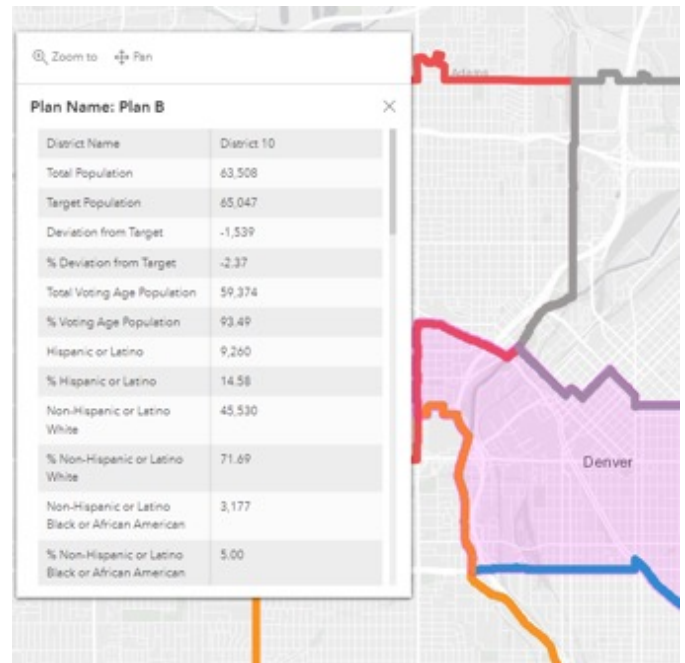 Zoom to Pan
Adams
Plan Name: Plan B
District Name District 10
Total Population 63,508
Target Population 65,047
Deviation from Target -1,539
% Deviation from Target -2.37
Total Voting Age Population 59,374
% Voting Age Population 93.49
Hispanic or Latino 9,260
% Hispanic or Latino 14.58
Non-Hispanic or Latino 45,530
White
% Non-Hispanic or Latino 71.69
White
Denver
Non-Hispanic or Latino 3,177
Black or African American
% Non-Hispanic or Latino 5.00
Black or African American